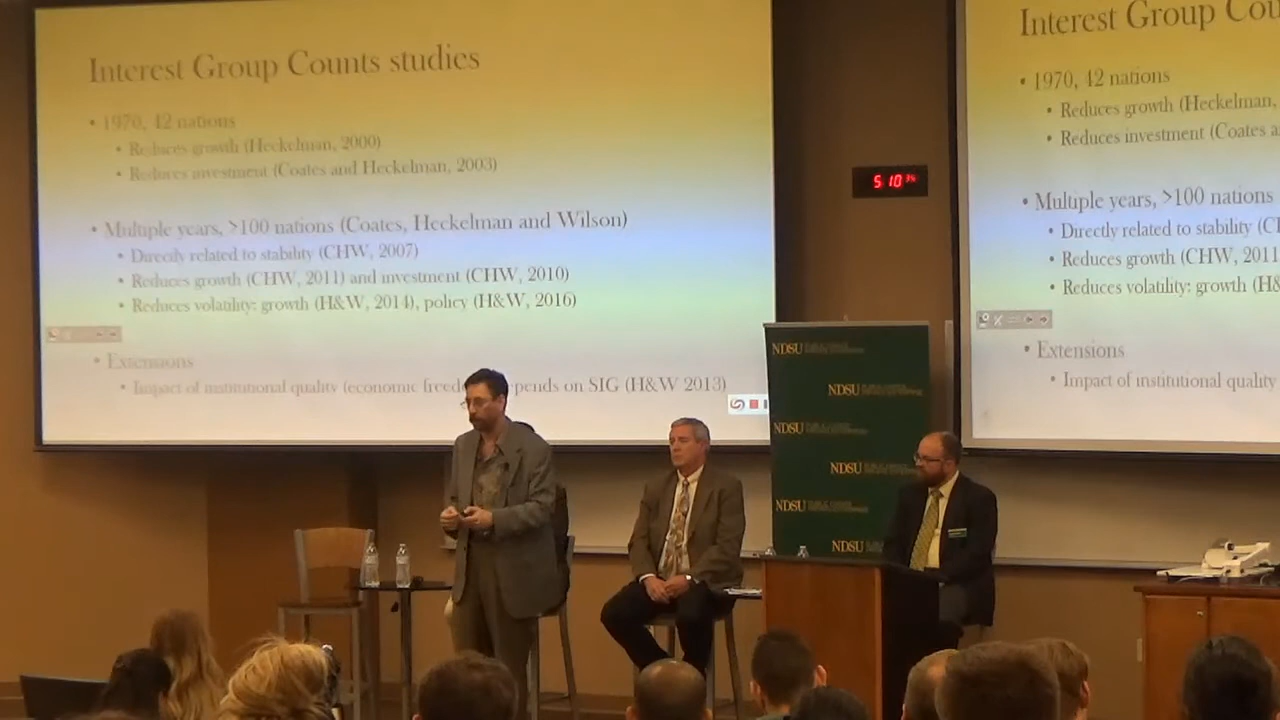 Interest Group Counts studies
• 1970, 42 nations
• Reduces growth (Heckelman, 2000)
• Reduces investment (Coates and Heckelman, 2003)
• Multiple years, >100 nations (Coates, Heckelman and Wilson)
• Directly related to stability (CHW, 2007)
• Reduces growth (CHW, 2011) and investment (CHW, 2010)
• Reduces volatility: growth (H&W, 2014), policy (H&W, 2016)
• Extensions
• Impact of institutional quality (economic freed epends on SIG (H&W 2013)
Interest Group Cou
• 1970, 42 nations
• Reduces growth (Heckelman,
• Reduces investment (Coates a
• Multiple years, >100 nations
• Directly related to stability (C
• Reduces growth (CHW, 2011
• Reduces volatility: growth (H&
• Extensions
• Impact of institutional quality
5 10
NDSU
NDSU
NDSU
NDSU
NDSU
NDSU